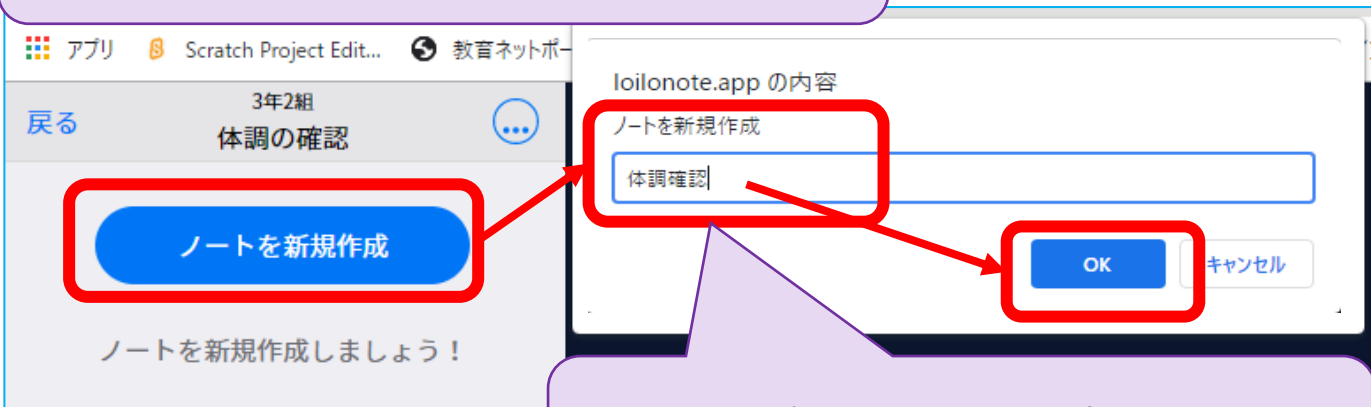 アプリ
Scratch Project Edit...
教育ネットポー
戻る
3年2組
体調の確認
...
ノートを新規作成
ノートを新規作成しましょう！
loilonote.app の内容
ノートを新規作成
体調確認
OK
キャンセル